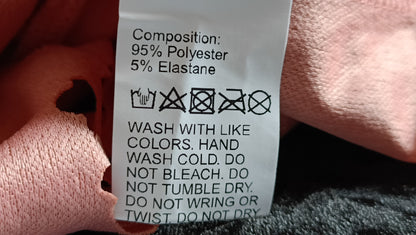 Composition:
95% Polyester
5% Elastane
WASH WITH LIKE
COLORS. HAND
WASH COLD. DO
NOT BLEACH. DO
NOT TUMBLE DRY.
DO NOT WRING OR
TWIST. DO NOT DRY